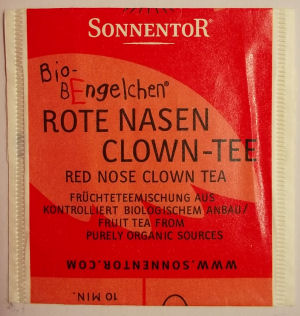 SONNENTOR®
Bio-
BEngelchen®
ROTE NASEN
CLOWN-TEE
RED NOSE CLOWN TEA
FRÜCHTETEEMISCHUNG AUS
KONTROLLIERT BIOLOGISCHEM ANBAU/
FRUIT TEA FROM
PURELY ORGANIC SOURCES
WWW.SONNENTOR.COM
10 MIN.